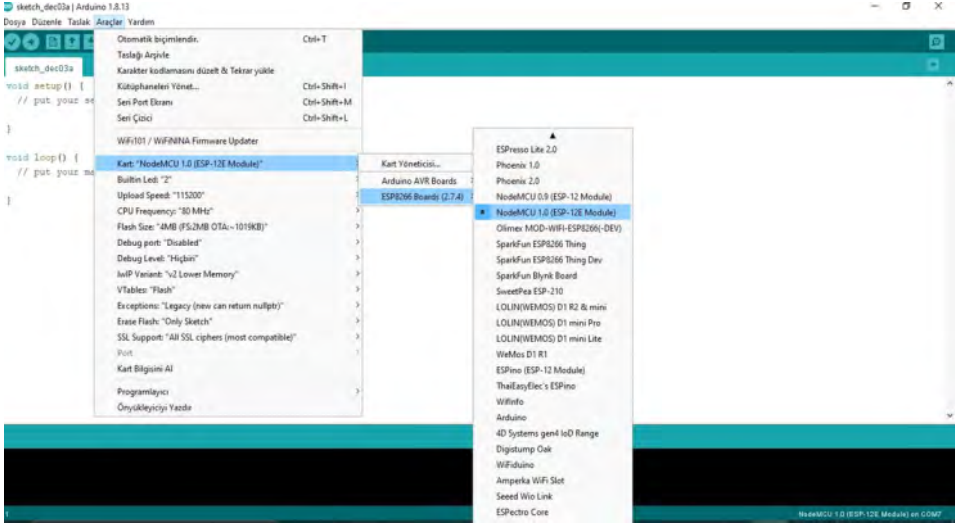 sketch_dec03a | Arduino 1.8.13
Dosya Düzenle Taslak Araçlar Yardım
sketch_dec03a
void setup() {
// put your se
}
void loop() {
// put your ma
}
Otomatik biçimlendir. Ctrl+T
Taslağı Arşivle
Karakter kodlamasını düzelt & Tekrar yükle
Kütüphaneleri Yönet... Ctrl+Shift+I
Seri Port Ekranı Ctrl+Shift+M
Seri Çizici Ctrl+Shift+L
WiFi101 / WiFiNINA Firmware Updater
Kart: "NodeMCU 1.0 (ESP-12E Module)"
Builtin Led: "2"
Upload Speed: "115200"
CPU Frequency: "80 MHz"
Flash Size: "4MB (FS:2MB OTA:~1019KB)"
Debug port: "Disabled"
Debug Level: "Hiçbiri"
lwIP Variant: "v2 Lower Memory"
VTables: "Flash"
Exceptions: "Legacy (new can return nullptr)"
Erase Flash: "Only Sketch"
SSL Support: "All SSL ciphers (most compatible)"
Port
Kart Bilgisini Al
Programlayıcı
Önyükleyiciyi Yazdır
Kart Yöneticisi...
Arduino AVR Boards
ESP8266 Boards (2.7.4)
ESPresso Lite 2.0
Phoenix 1.0
Phoenix 2.0
NodeMCU 0.9 (ESP-12 Module)
NodeMCU 1.0 (ESP-12E Module)
Olimex MOD-WIFI-ESP8266(-DEV)
SparkFun ESP8266 Thing
SparkFun ESP8266 Thing Dev
SparkFun Blynk Board
SweetPea ESP-210
LOLIN(WEMOS) D1 R2 & mini
LOLIN(WEMOS) D1 mini Pro
LOLIN(WEMOS) D1 mini Lite
WeMos D1 R1
ESPino (ESP-12 Module)
ThaiEasyElec's ESPino
Wifinfo
Arduino
4D Systems gen4 IoD Range
Digistump Oak
WiFiduino
Amperka WiFi Slot
Seeed Wio Link
ESPectro Core
1
NodeMCU 1.0 (ESP-12E Module) en COM7